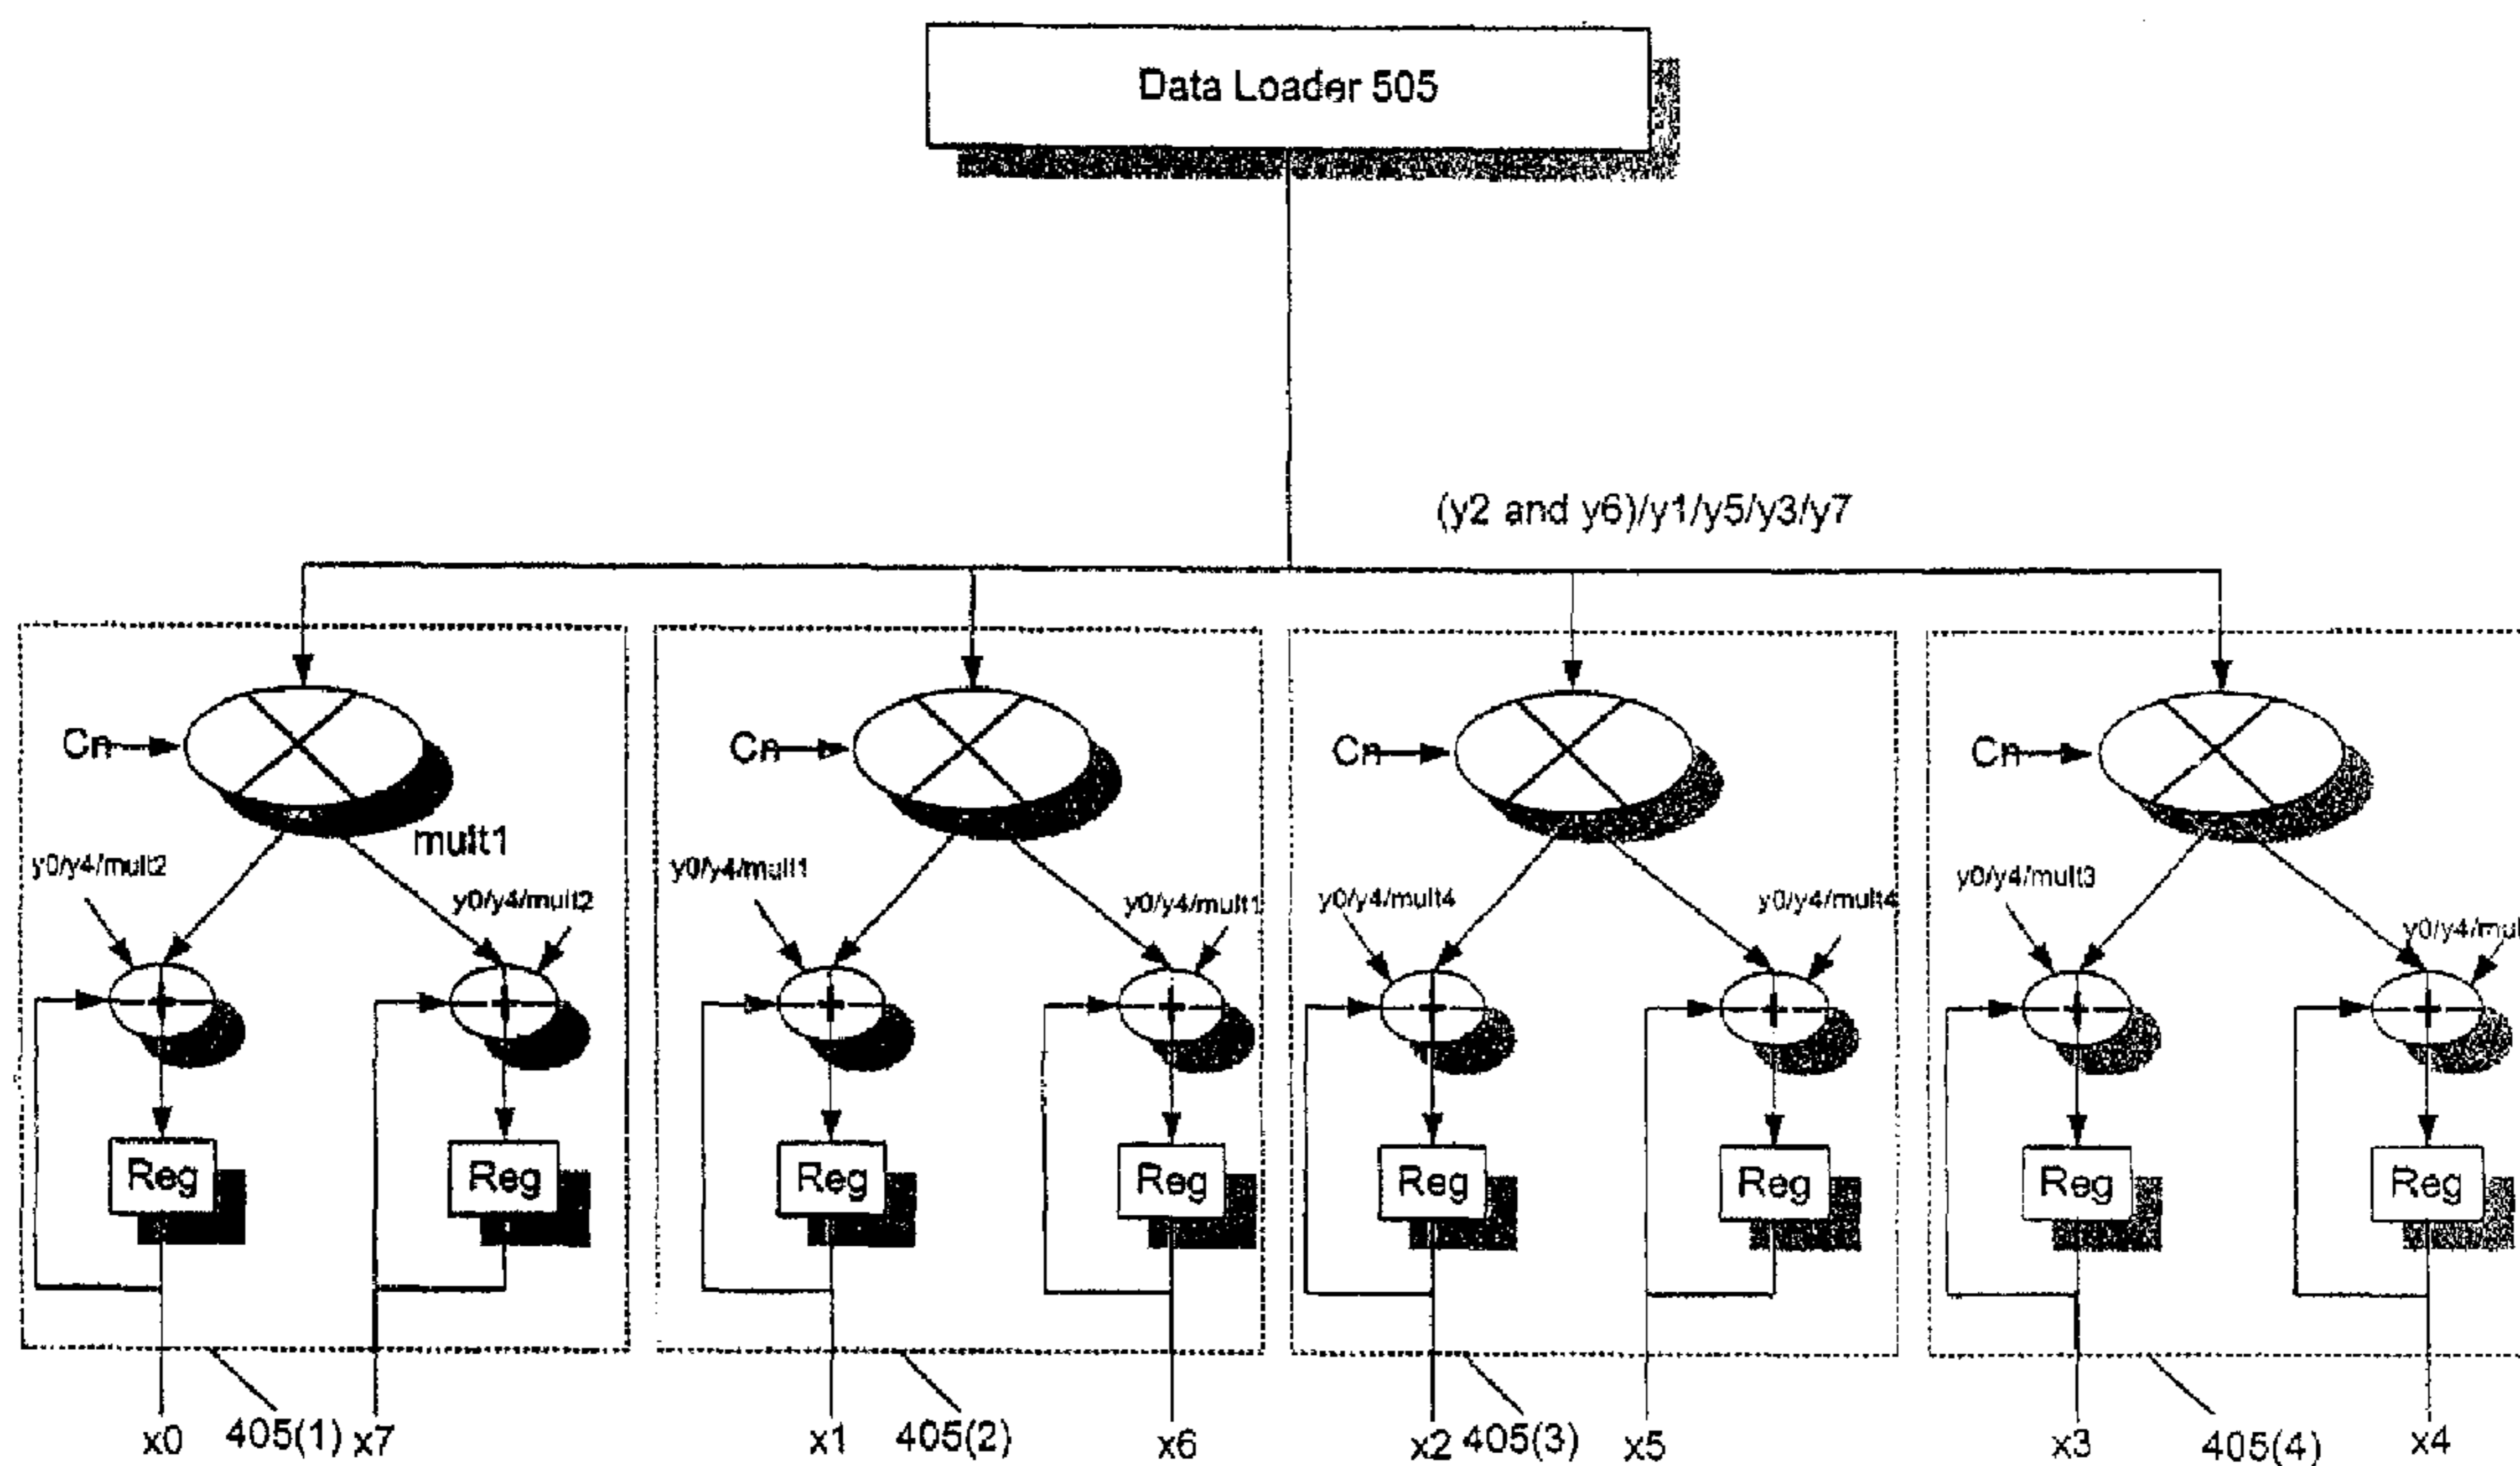 Data Loader 505
(y2 and y6)/y1/y5/y3/y7
Cn
Cn
Cn
Cn
mult1
y0/y4/mult2
y0/y4/mult2
y0/y4/mult1
y0/y4/mult1
y0/y4/mult4
y0/y4/mult4
y0/y4/mult3
y0/y4/mul
Reg
Reg
Reg
Reg
Reg
Reg
Reg
Reg
x0
405(1)
x7
x1
405(2)
x6
x2
405(3)
x5
x3
405(4)
x4